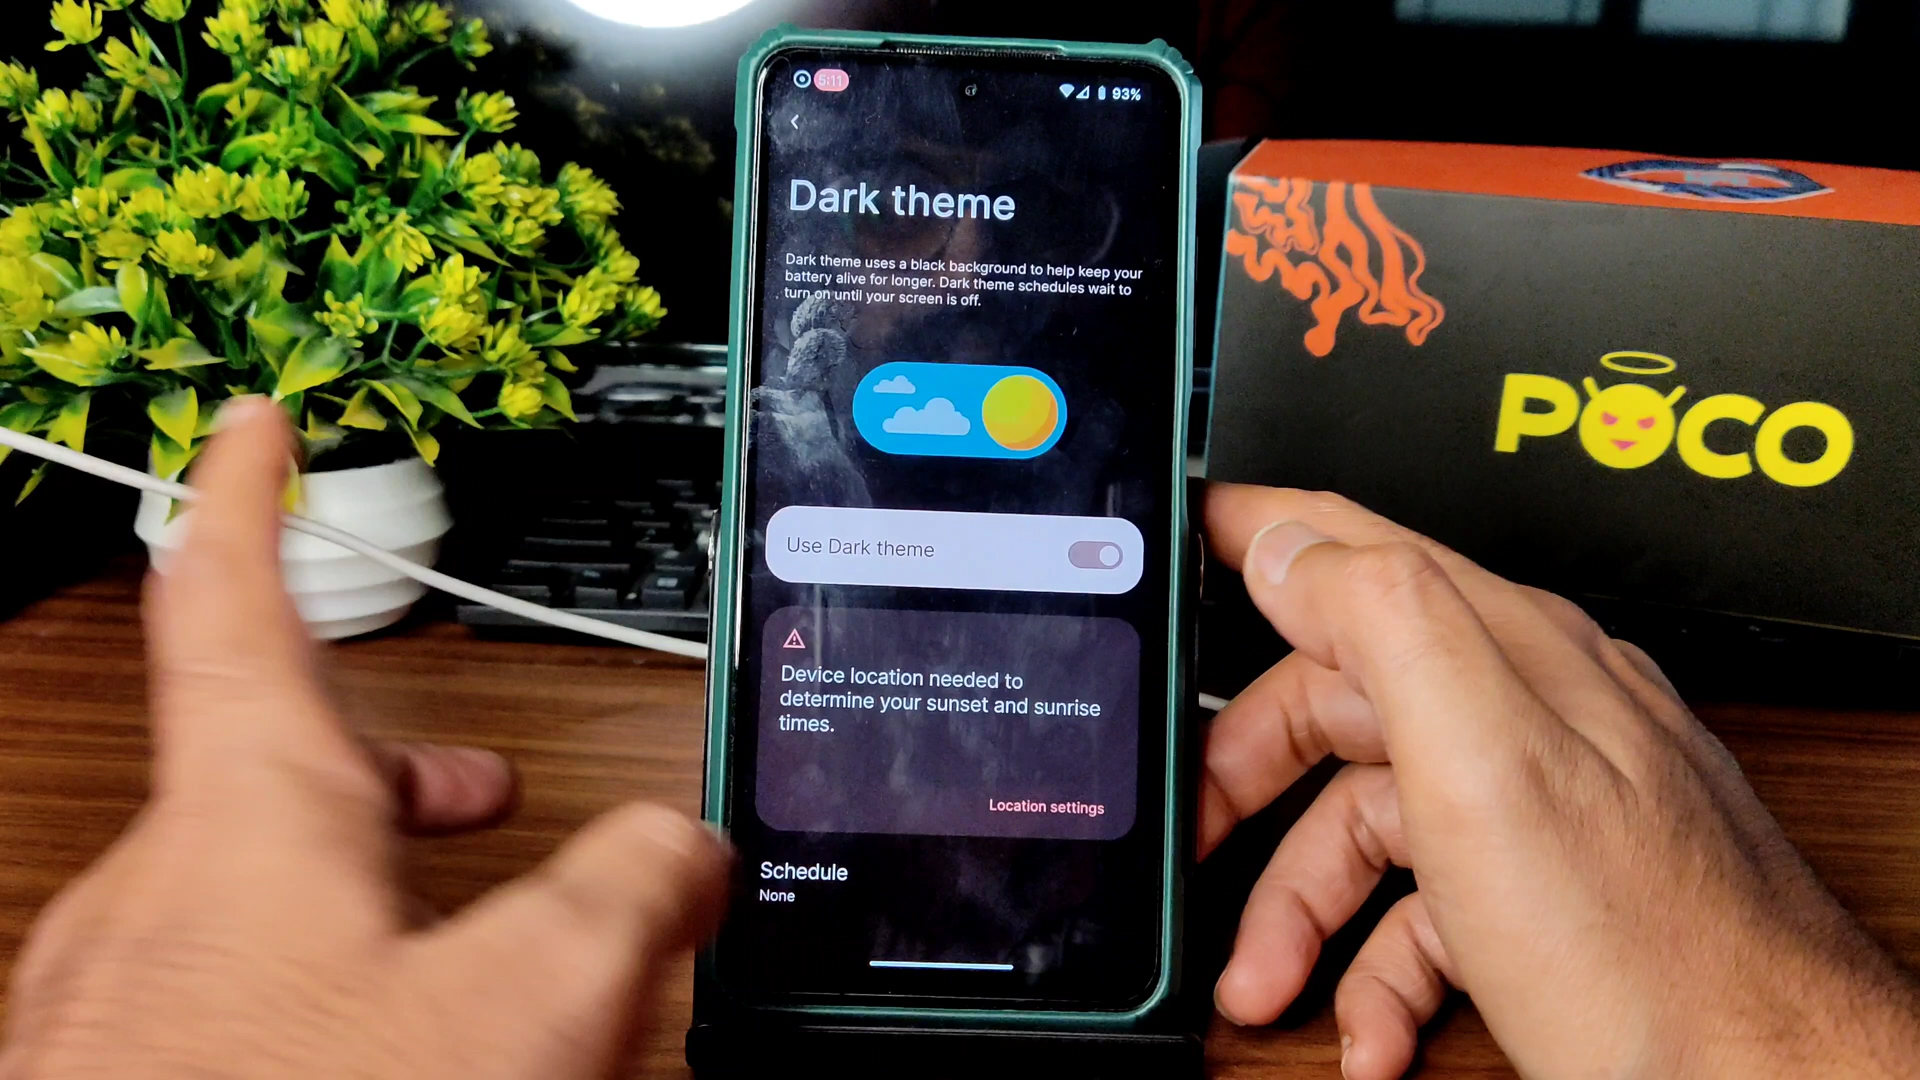 5:11
93%
Dark theme
Dark theme uses a black background to help keep your
battery alive for longer. Dark theme schedules wait to
turn on until your screen is off.
Use Dark theme
Device location needed to
determine your sunset and sunrise
times.
Location settings
Schedule
None
POCO